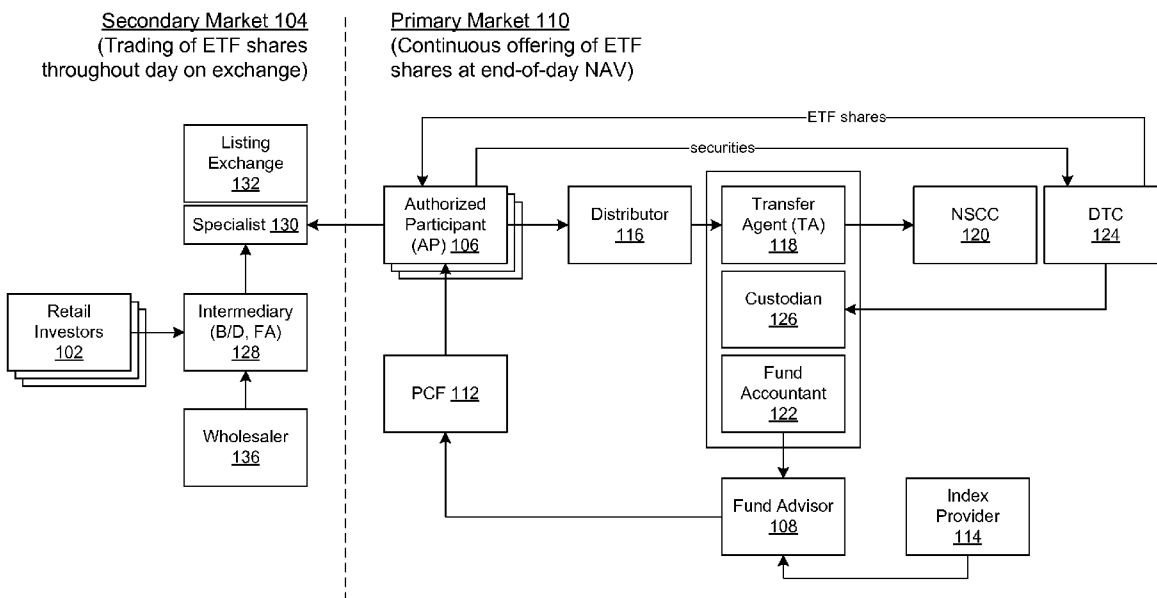 Secondary Market 104
(Trading of ETF shares
throughout day on exchange)
Primary Market 110
(Continuous offering of ETF
shares at end-of-day NAV)
ETF shares
securities
Listing
Exchange
132
Specialist 130
Authorized
Participant
(AP) 106
Distributor
116
Transfer
Agent (TA)
118
NSCC
120
DTC
124
Retail
Investors
102
Intermediary
(B/D, FA)
128
Custodian
126
PCF 112
Fund
Accountant
122
Wholesaler
136
Fund Advisor
108
Index
Provider
114